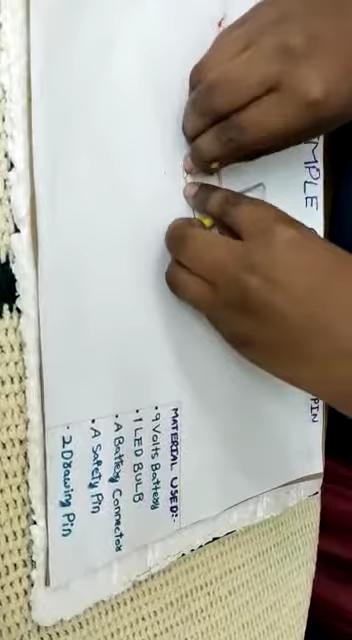 MPLE
PIN
MATERIAL USED:-
• 9 Volts Battery
• 1 LED BULB
• A Battery Connector
• A Safety Pin
• 2 Drawing Pin